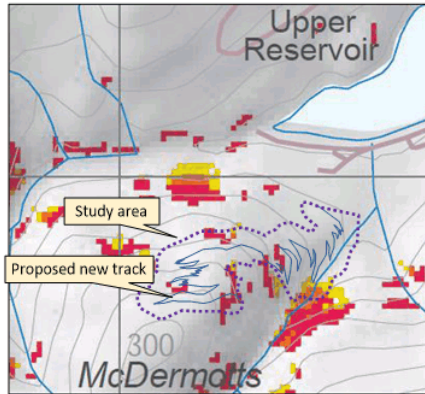 Upper
Reservoir
Study area
Proposed new track
300
McDermotts